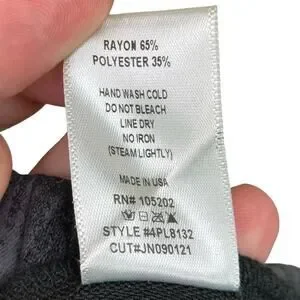 RAYON 65%
POLYESTER 35%
HAND WASH COLD
DO NOT BLEACH
LINE DRY
NO IRON
(STEAM LIGHTLY)
MADE IN USA
RN# 105202
STYLE #4PL8132
CUT#JN090121